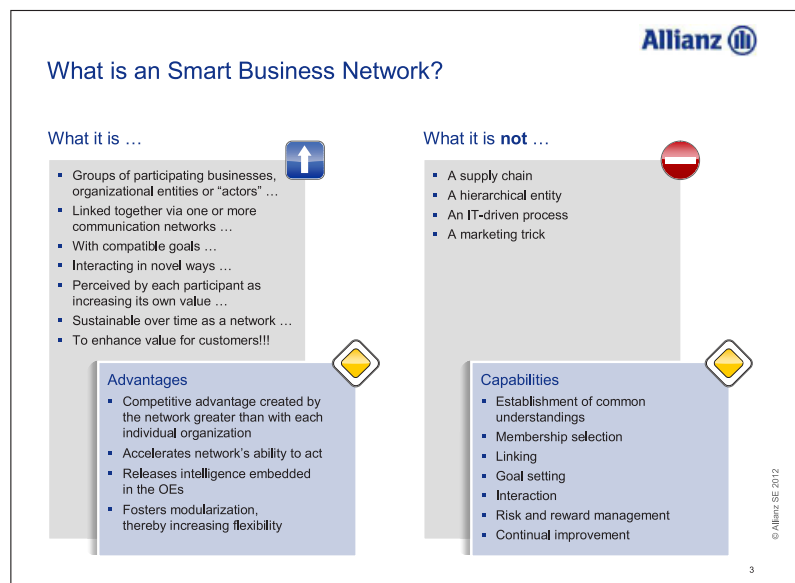 Allianz
What is an Smart Business Network?
What it is …
▪ Groups of participating businesses,
organizational entities or “actors” …
▪ Linked together via one or more
communication networks …
▪ With compatible goals …
▪ Interacting in novel ways …
▪ Perceived by each participant as
increasing its own value …
▪ Sustainable over time as a network …
▪ To enhance value for customers!!!
Advantages
▪ Competitive advantage created by
the network greater than with each
individual organization
▪ Accelerates network’s ability to act
▪ Releases intelligence embedded
in the OEs
▪ Fosters modularization,
thereby increasing flexibility
What it is not …
▪ A supply chain
▪ A hierarchical entity
▪ An IT-driven process
▪ A marketing trick
Capabilities
▪ Establishment of common
understandings
▪ Membership selection
▪ Linking
▪ Goal setting
▪ Interaction
▪ Risk and reward management
▪ Continual improvement
© Allianz SE 2012
3